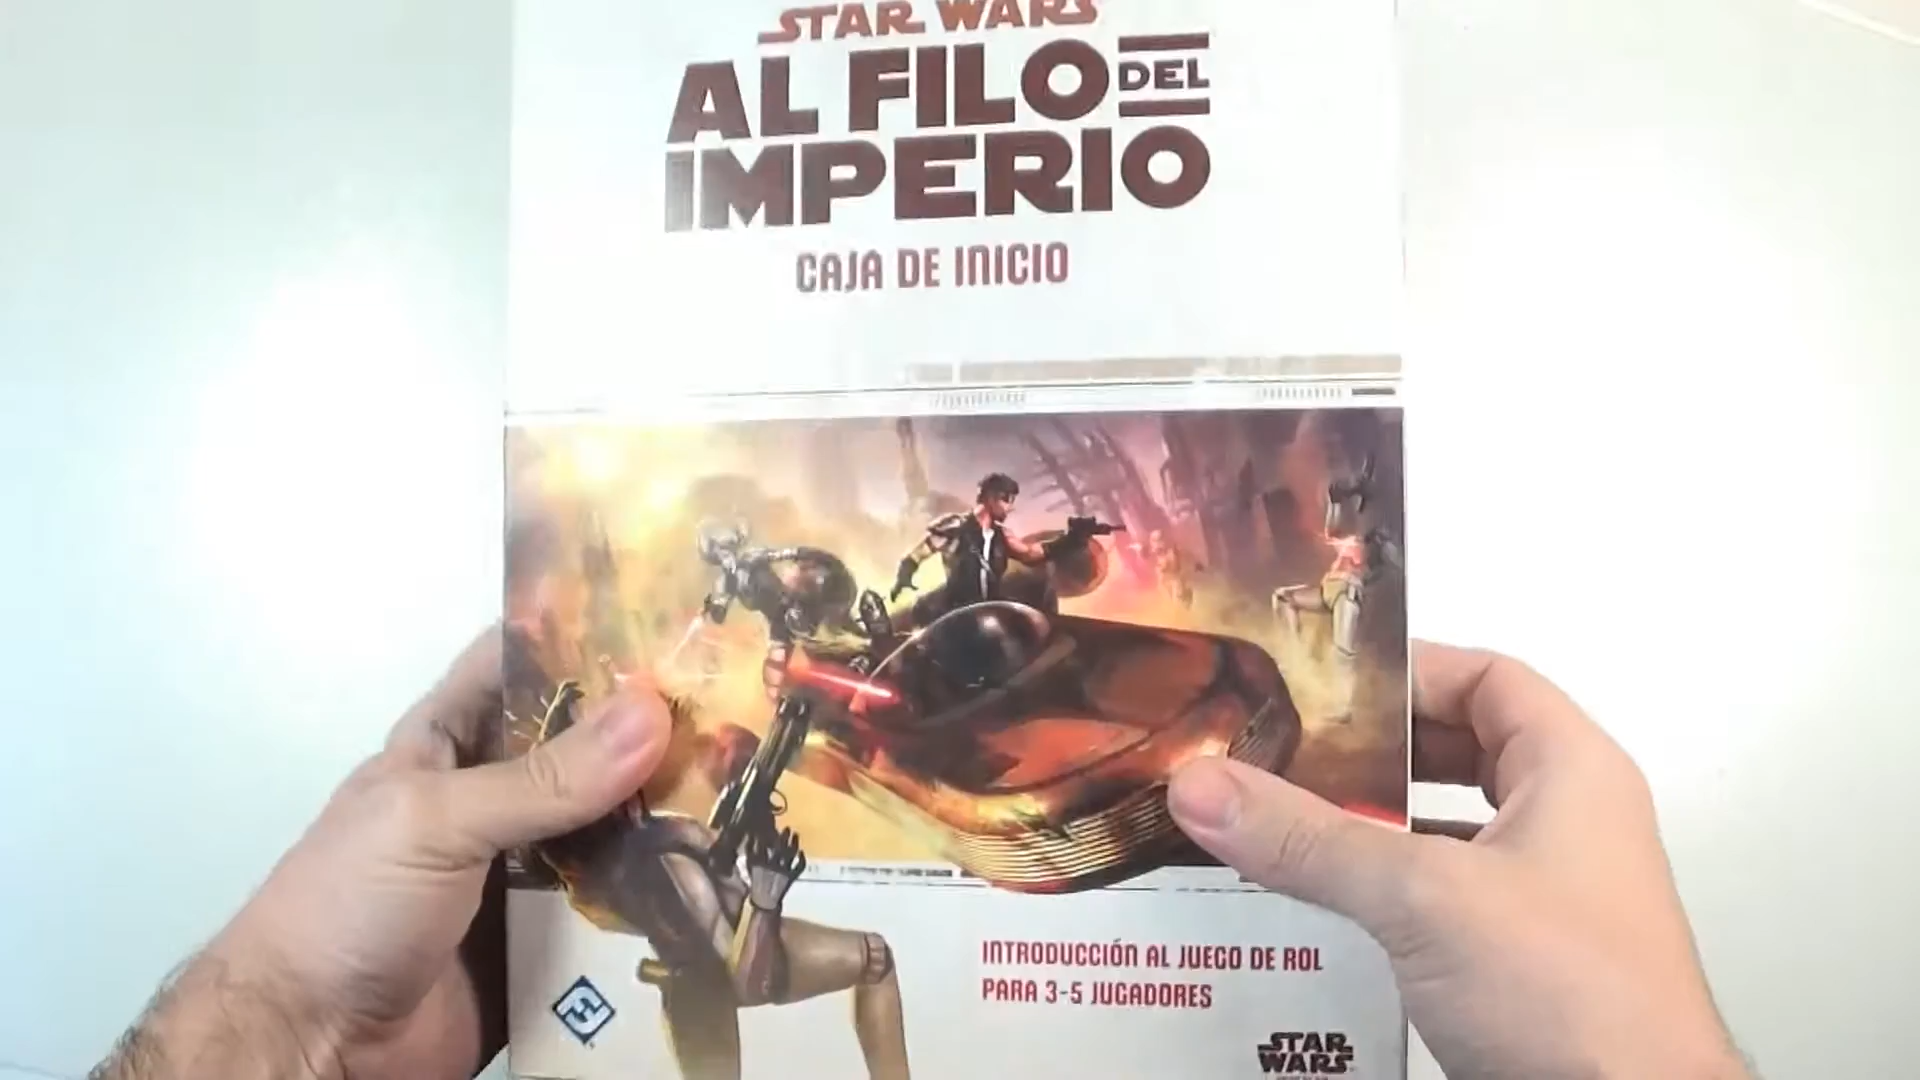 STAR WARS
AL FILO DEL
IMPERIO
CAJA DE INICIO
INTRODUCCIÓN AL JUEGO DE ROL
PARA 3-5 JUGADORES
STAR
WARS